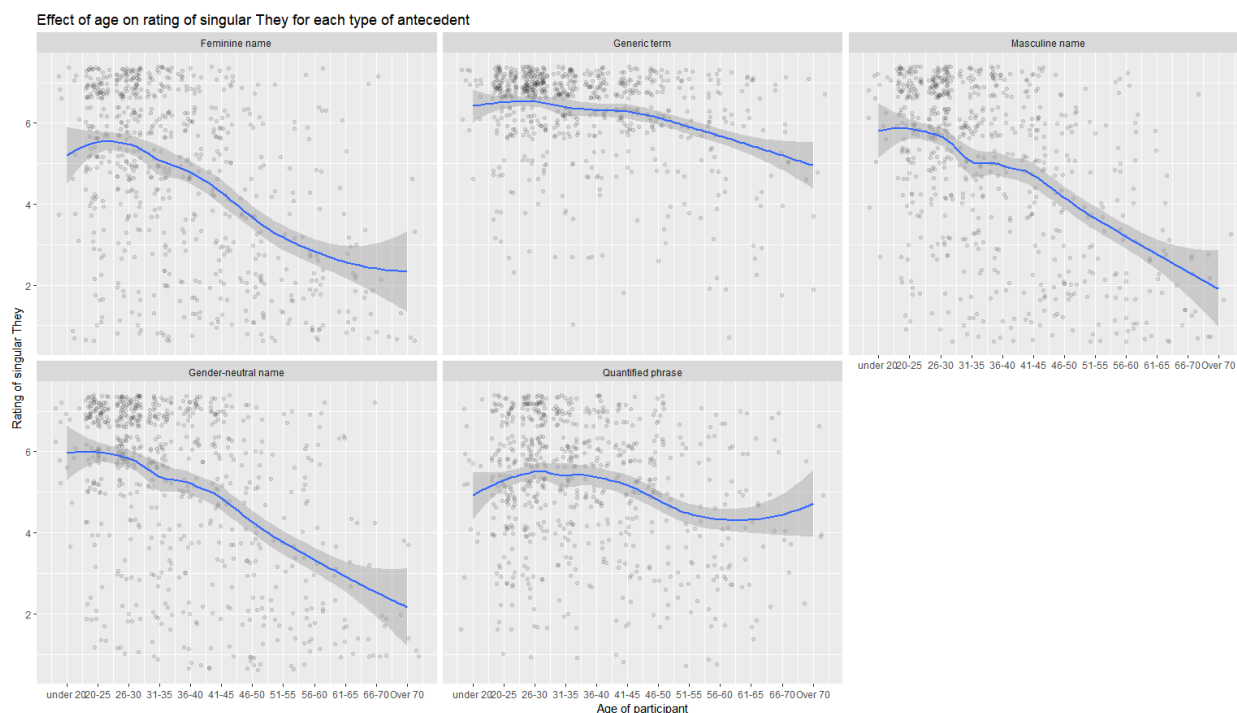 Effect of age on rating of singular They for each type of antecedent
Feminine name
Generic term
Masculine name
6
4
2
under 20 20-25 26-30 31-35 36-40 41-45 46-50 51-55 56-60 61-65 66-70 Over 70
Rating of singular They
Gender-neutral name
Quantified phrase
6
4
2
under 20 20-25 26-30 31-35 36-40 41-45 46-50 51-55 56-60 61-65 66-70 Over 70
under 20 20-25 26-30 31-35 36-40 41-45 46-50 51-55 56-60 61-65 66-70 Over 70
Age of participant